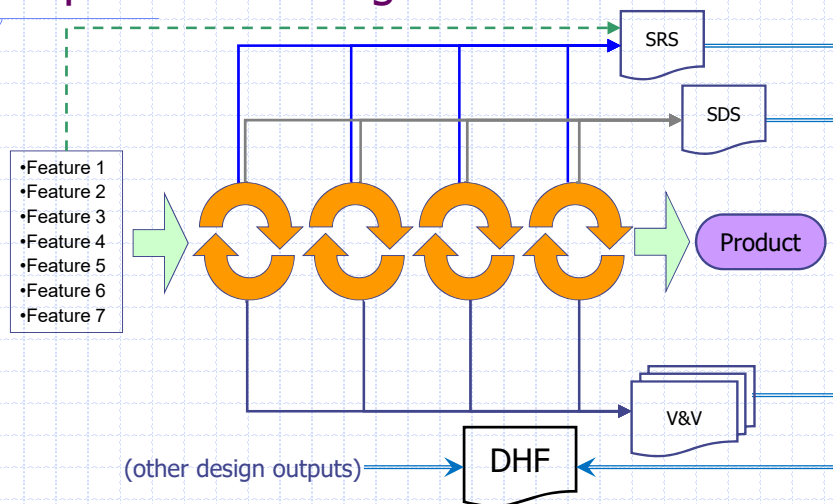 SRS
SDS
•Feature 1
•Feature 2
•Feature 3
•Feature 4
•Feature 5
•Feature 6
•Feature 7
Product
V&V
(other design outputs)
DHF